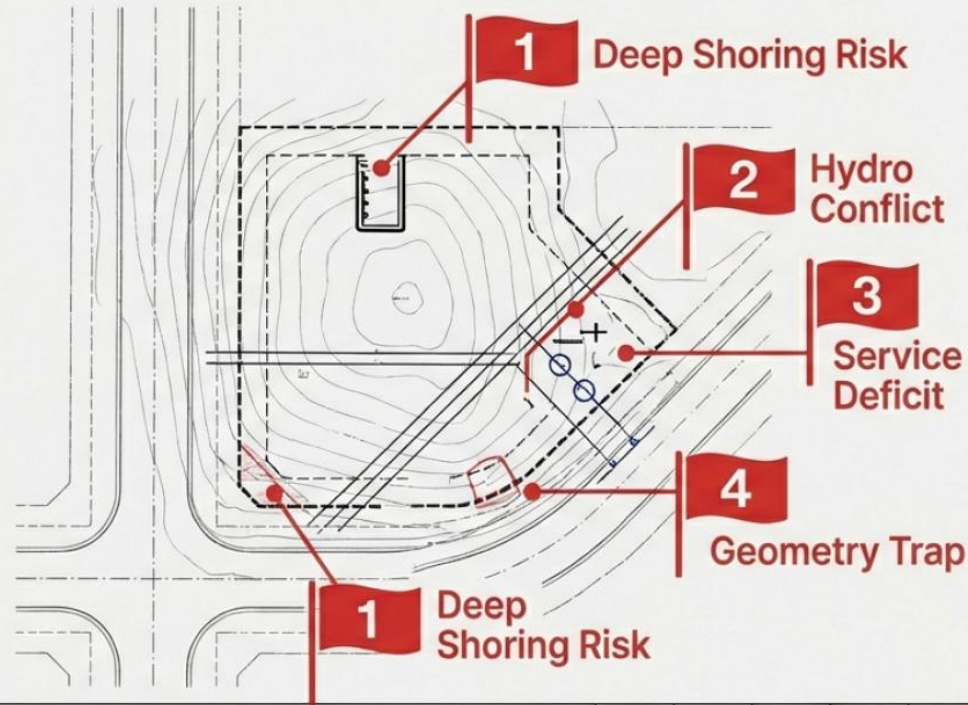 1
Deep Shoring Risk
2
Hydro
Conflict
3
Service
Deficit
4
Geometry Trap
1
Deep
Shoring Risk